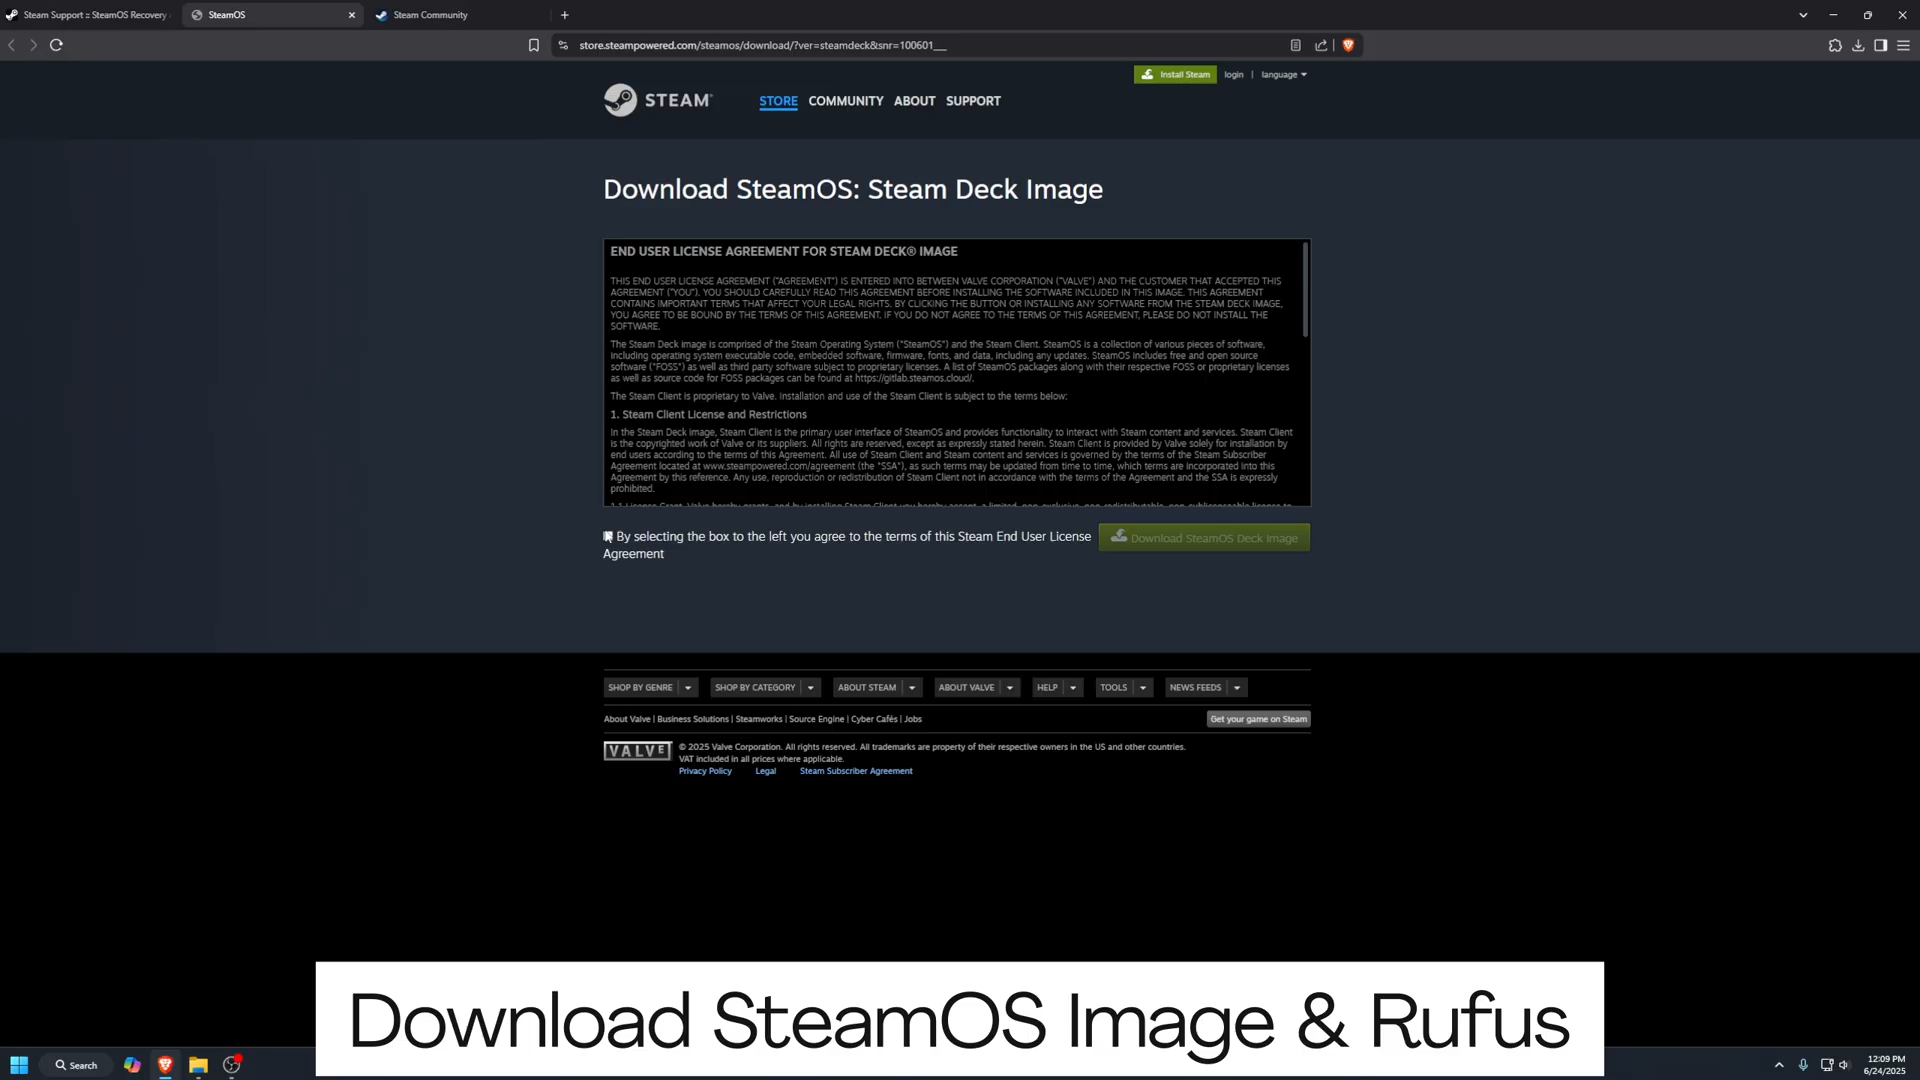 Steam Support :: SteamOS Recovery
SteamOS
Steam Community
store.steampowered.com/steamos/download/?ver=steamdeck&snr=100601___
Install Steam
login | language
STEAM
STORE COMMUNITY ABOUT SUPPORT
Download SteamOS: Steam Deck Image
END USER LICENSE AGREEMENT FOR STEAM DECK® IMAGE
THIS END USER LICENSE AGREEMENT ("AGREEMENT") IS ENTERED INTO BETWEEN VALVE CORPORATION ("VALVE") AND THE CUSTOMER THAT ACCEPTED THIS
AGREEMENT ("YOU"). YOU SHOULD CAREFULLY READ THIS AGREEMENT BEFORE INSTALLING THE SOFTWARE INCLUDED IN THIS IMAGE. THIS AGREEMENT
CONTAINS IMPORTANT TERMS THAT AFFECT YOUR LEGAL RIGHTS. BY CLICKING THE BUTTON OR INSTALLING ANY SOFTWARE FROM THE STEAM DECK IMAGE,
YOU AGREE TO BE BOUND BY THE TERMS OF THIS AGREEMENT. IF YOU DO NOT AGREE TO THE TERMS OF THIS AGREEMENT, PLEASE DO NOT INSTALL THE
SOFTWARE.
The Steam Deck image is comprised of the Steam Operating System ("SteamOS") and the Steam Client. SteamOS is a collection of various pieces of software,
including operating system executable code, embedded software, firmware, fonts, and data, including any updates. SteamOS includes free and open source
software ("FOSS") as well as third party software subject to proprietary licenses. A list of SteamOS packages along with their respective FOSS or proprietary licenses
as well as source code for FOSS packages can be found at https://gitlab.steamos.cloud/.
The Steam Client is proprietary to Valve. Installation and use of the Steam Client is subject to the terms below:
1. Steam Client License and Restrictions
In the Steam Deck image, Steam Client is the primary user interface of SteamOS and provides functionality to interact with Steam content and services. Steam Client
is the copyrighted work of Valve or its suppliers. All rights are reserved, except as expressly stated herein. Steam Client is provided by Valve solely for installation by
end users according to the terms of this Agreement. All use of Steam Client and Steam content and services is governed by the terms of the Steam Subscriber
Agreement located at www.steampowered.com/agreement (the "SSA"), as such terms may be updated from time to time, which terms are incorporated into this
Agreement by this reference. Any use, reproduction or redistribution of Steam Client not in accordance with the terms of the Agreement and the SSA is expressly
prohibited.
By selecting the box to the left you agree to the terms of this Steam End User License
Agreement
Download SteamOS Deck Image
SHOP BY GENRE SHOP BY CATEGORY ABOUT STEAM ABOUT VALVE HELP TOOLS NEWS FEEDS
About Valve | Business Solutions | Steamworks | Source Engine | Cyber Cafés | Jobs
Get your game on Steam
VALVE
© 2025 Valve Corporation. All rights reserved. All trademarks are property of their respective owners in the US and other countries.
VAT included in all prices where applicable.
Privacy Policy Legal Steam Subscriber Agreement
Download SteamOS Image & Rufus
Search
12:09 PM
6/24/2025